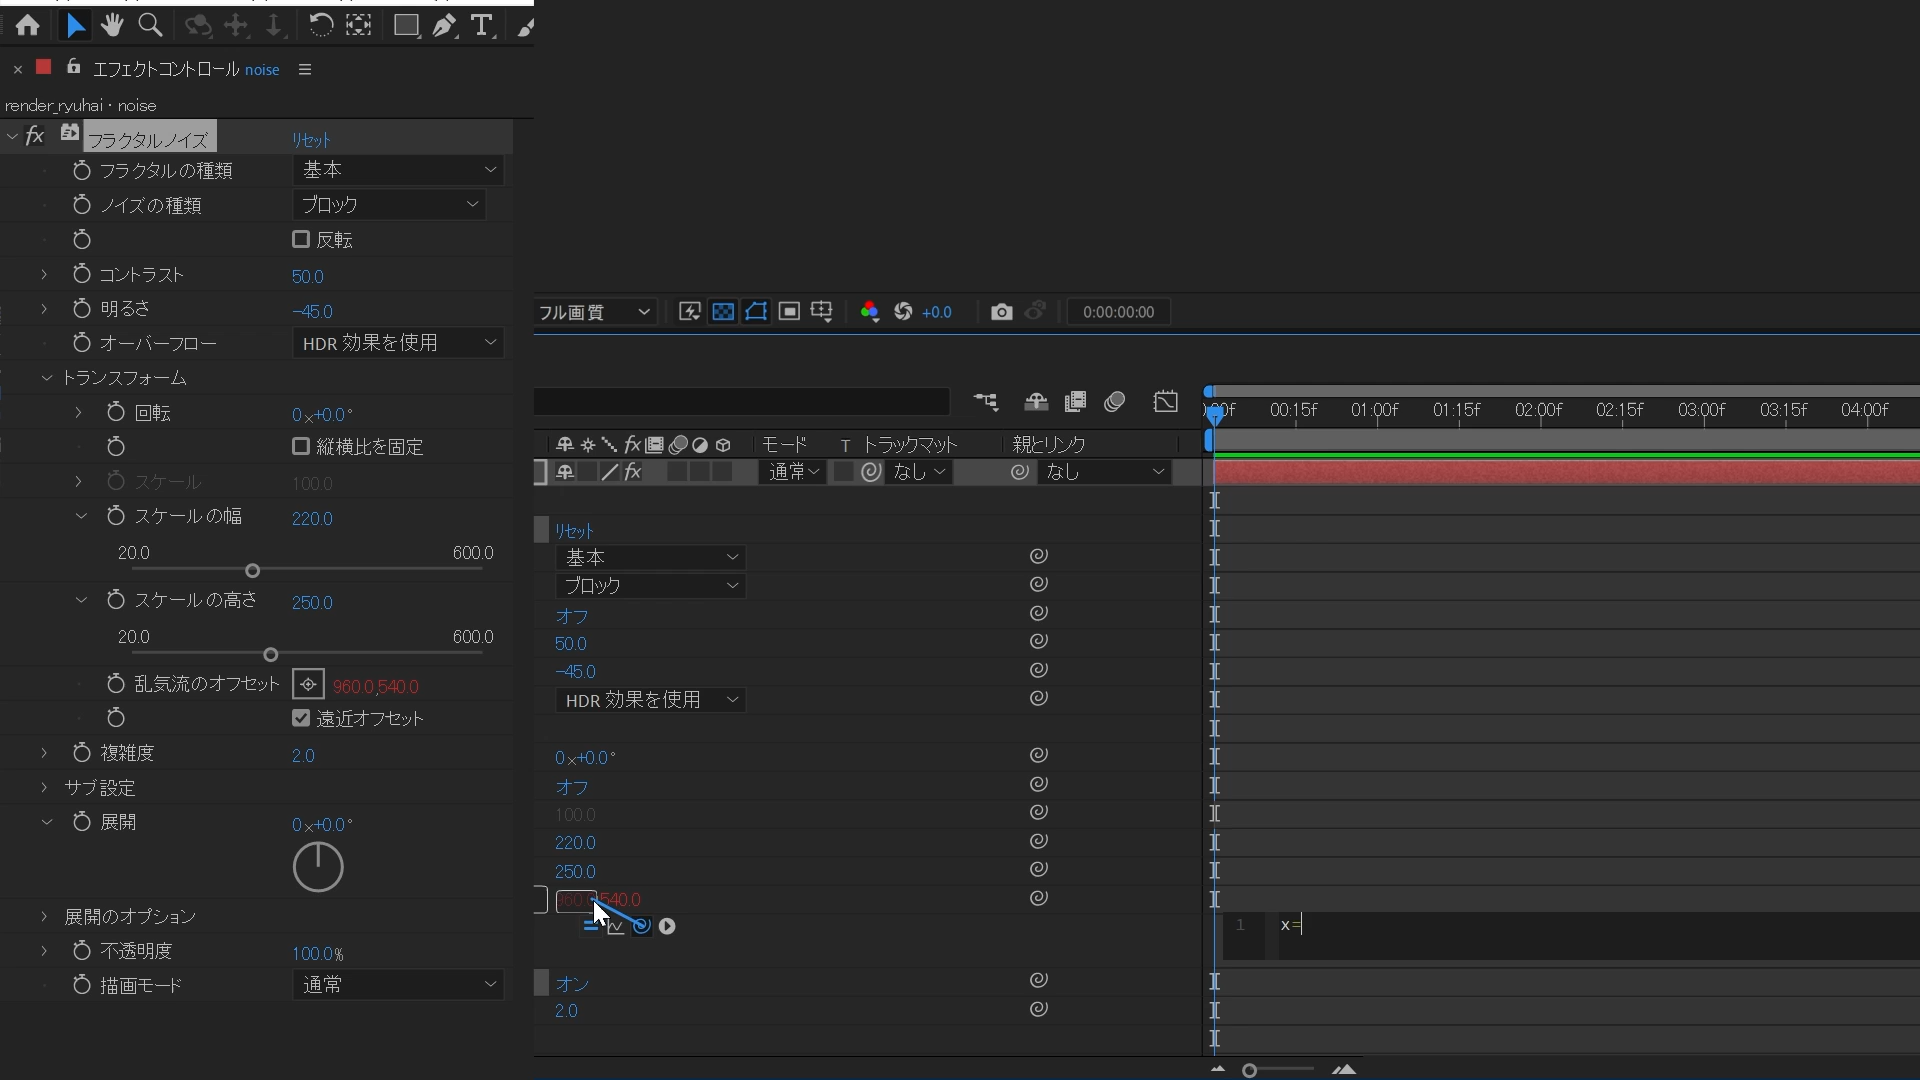 エフェクトコントロール noise
render_ryuhai・noise
fx フラクタルノイズ リセット
フラクタルの種類 基本
ノイズの種類 ブロック
反転
コントラスト 50.0
明るさ -45.0
オーバーフロー HDR 効果を使用
トランスフォーム
回転 0x+0.0°
縦横比を固定
スケール 100.0
スケールの幅 220.0
20.0 600.0
スケールの高さ 250.0
20.0 600.0
乱気流のオフセット 960.0,540.0
遠近オフセット
複雑度 2.0
サブ設定
展開 0x+0.0°
展開のオプション
不透明度 100.0%
描画モード 通常
フル画質 +0.0 0:00:00:00
00:15f 01:00f 01:15f 02:00f 02:15f 03:00f 03:15f 04:00f
fx モード T トラックマット 親とリンク
fx 通常 なし なし
リセット
基本
ブロック
オフ
50.0
-45.0
HDR 効果を使用
0x+0.0°
オフ
100.0
220.0
250.0
540.0
1 x=
オン
2.0